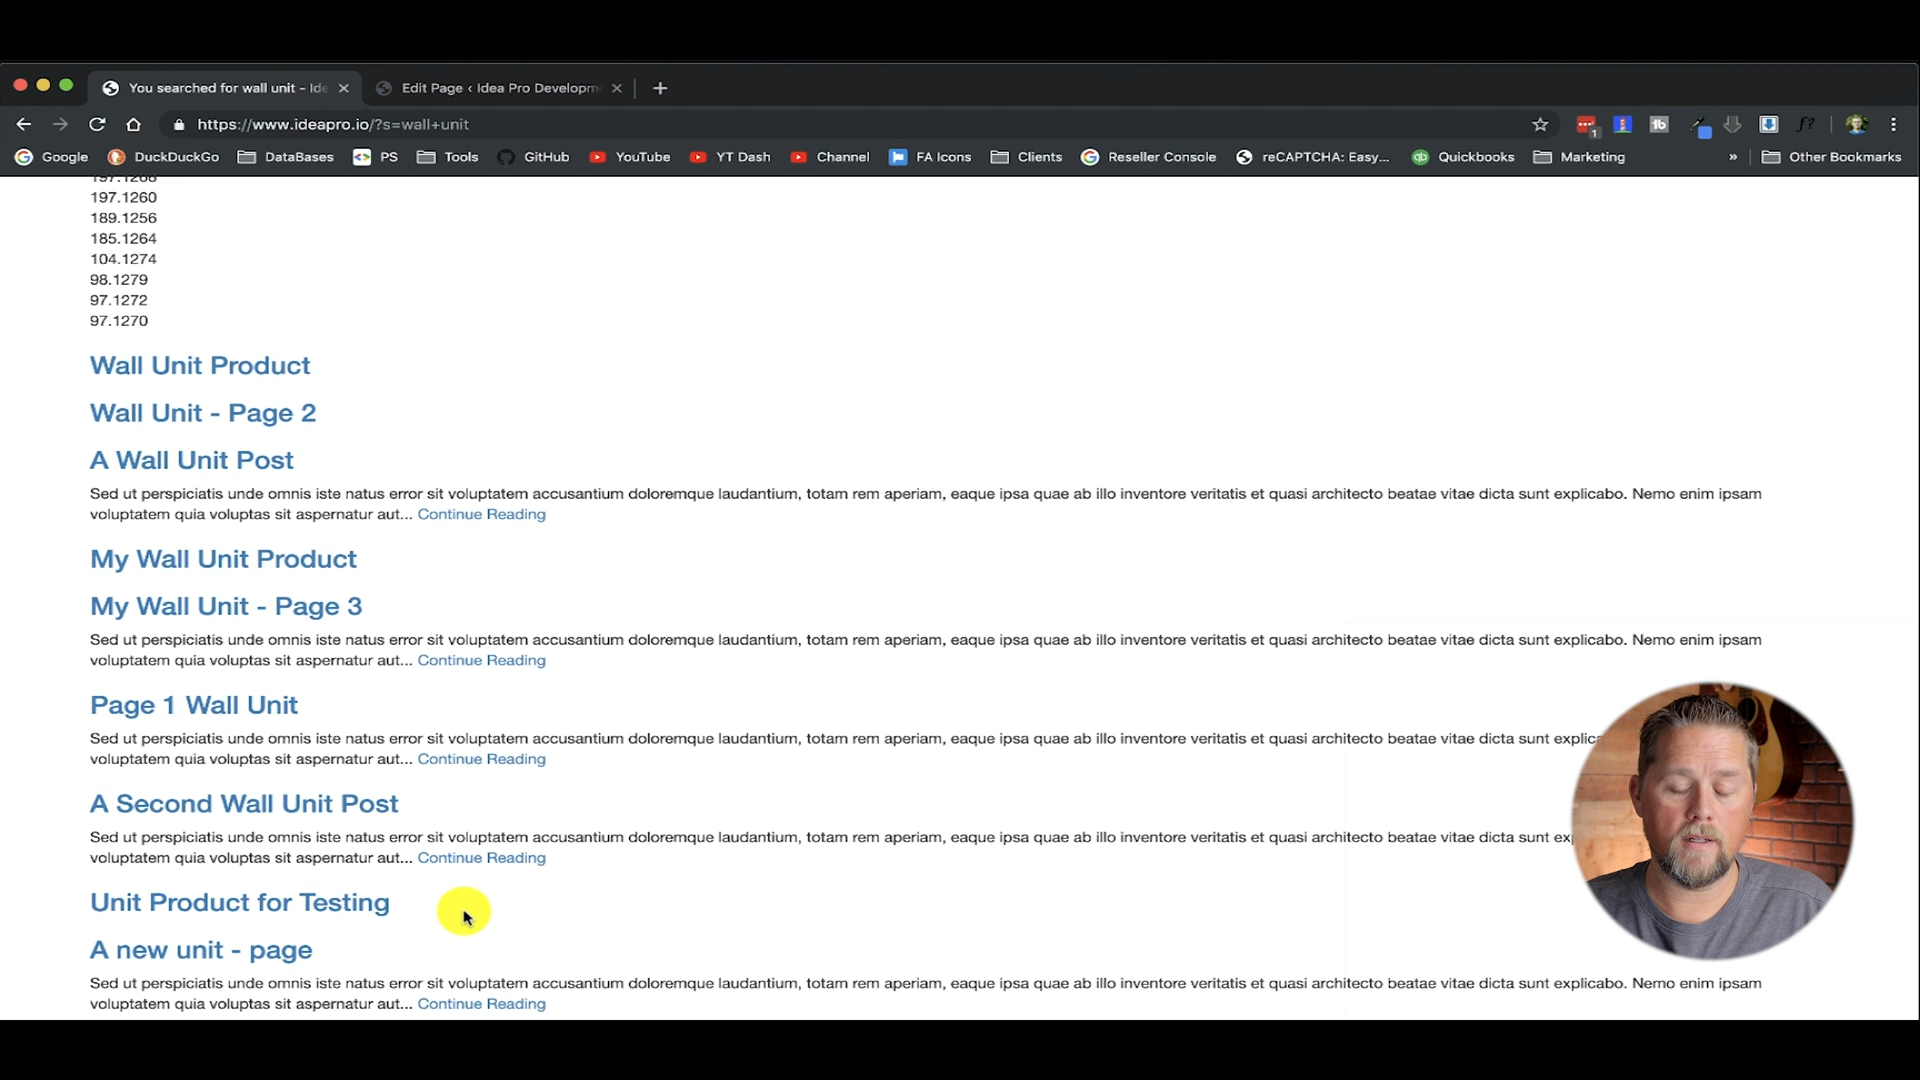 You searched for wall unit – Ide
Edit Page ‹ Idea Pro Developm
https://www.ideapro.io/?s=wall+unit
1
Google DuckDuckGo DataBases PS Tools GitHub YouTube YT Dash Channel FA Icons Clients Reseller Console reCAPTCHA: Easy... Quickbooks Marketing » Other Bookmarks
197.1268
197.1260
189.1256
185.1264
104.1274
98.1279
97.1272
97.1270
Wall Unit Product
Wall Unit - Page 2
A Wall Unit Post
Sed ut perspiciatis unde omnis iste natus error sit voluptatem accusantium doloremque laudantium, totam rem aperiam, eaque ipsa quae ab illo inventore veritatis et quasi architecto beatae vitae dicta sunt explicabo. Nemo enim ipsam
voluptatem quia voluptas sit aspernatur aut... Continue Reading
My Wall Unit Product
My Wall Unit - Page 3
Sed ut perspiciatis unde omnis iste natus error sit voluptatem accusantium doloremque laudantium, totam rem aperiam, eaque ipsa quae ab illo inventore veritatis et quasi architecto beatae vitae dicta sunt explicabo. Nemo enim ipsam
voluptatem quia voluptas sit aspernatur aut... Continue Reading
Page 1 Wall Unit
Sed ut perspiciatis unde omnis iste natus error sit voluptatem accusantium doloremque laudantium, totam rem aperiam, eaque ipsa quae ab illo inventore veritatis et quasi architecto beatae vitae dicta sunt explica
voluptatem quia voluptas sit aspernatur aut... Continue Reading
A Second Wall Unit Post
Sed ut perspiciatis unde omnis iste natus error sit voluptatem accusantium doloremque laudantium, totam rem aperiam, eaque ipsa quae ab illo inventore veritatis et quasi architecto beatae vitae dicta sunt exp
voluptatem quia voluptas sit aspernatur aut... Continue Reading
Unit Product for Testing
A new unit - page
Sed ut perspiciatis unde omnis iste natus error sit voluptatem accusantium doloremque laudantium, totam rem aperiam, eaque ipsa quae ab illo inventore veritatis et quasi architecto beatae vitae dicta sunt explicabo. Nemo enim ipsam
voluptatem quia voluptas sit aspernatur aut... Continue Reading